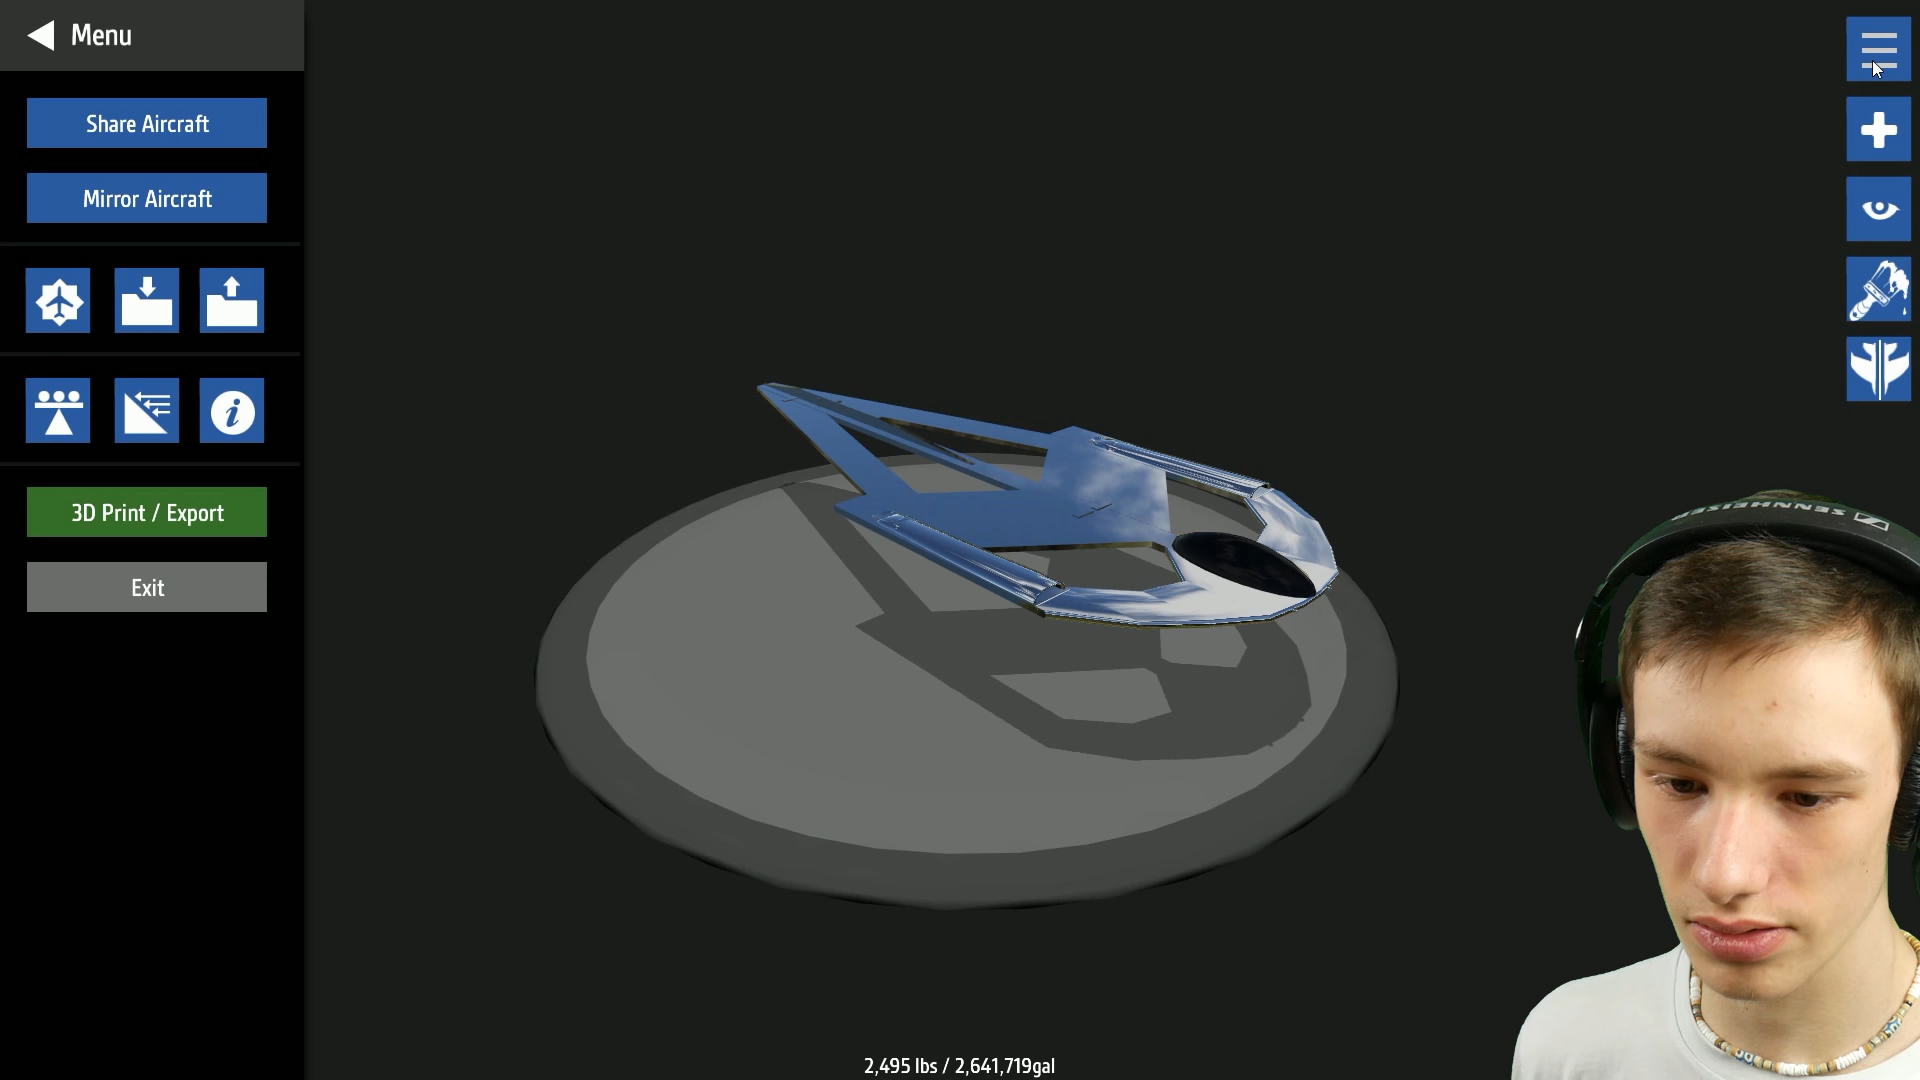 Menu
Share Aircraft
Mirror Aircraft
3D Print / Export
Exit
SENNHEISER
2,495 lbs / 2,641,719gal